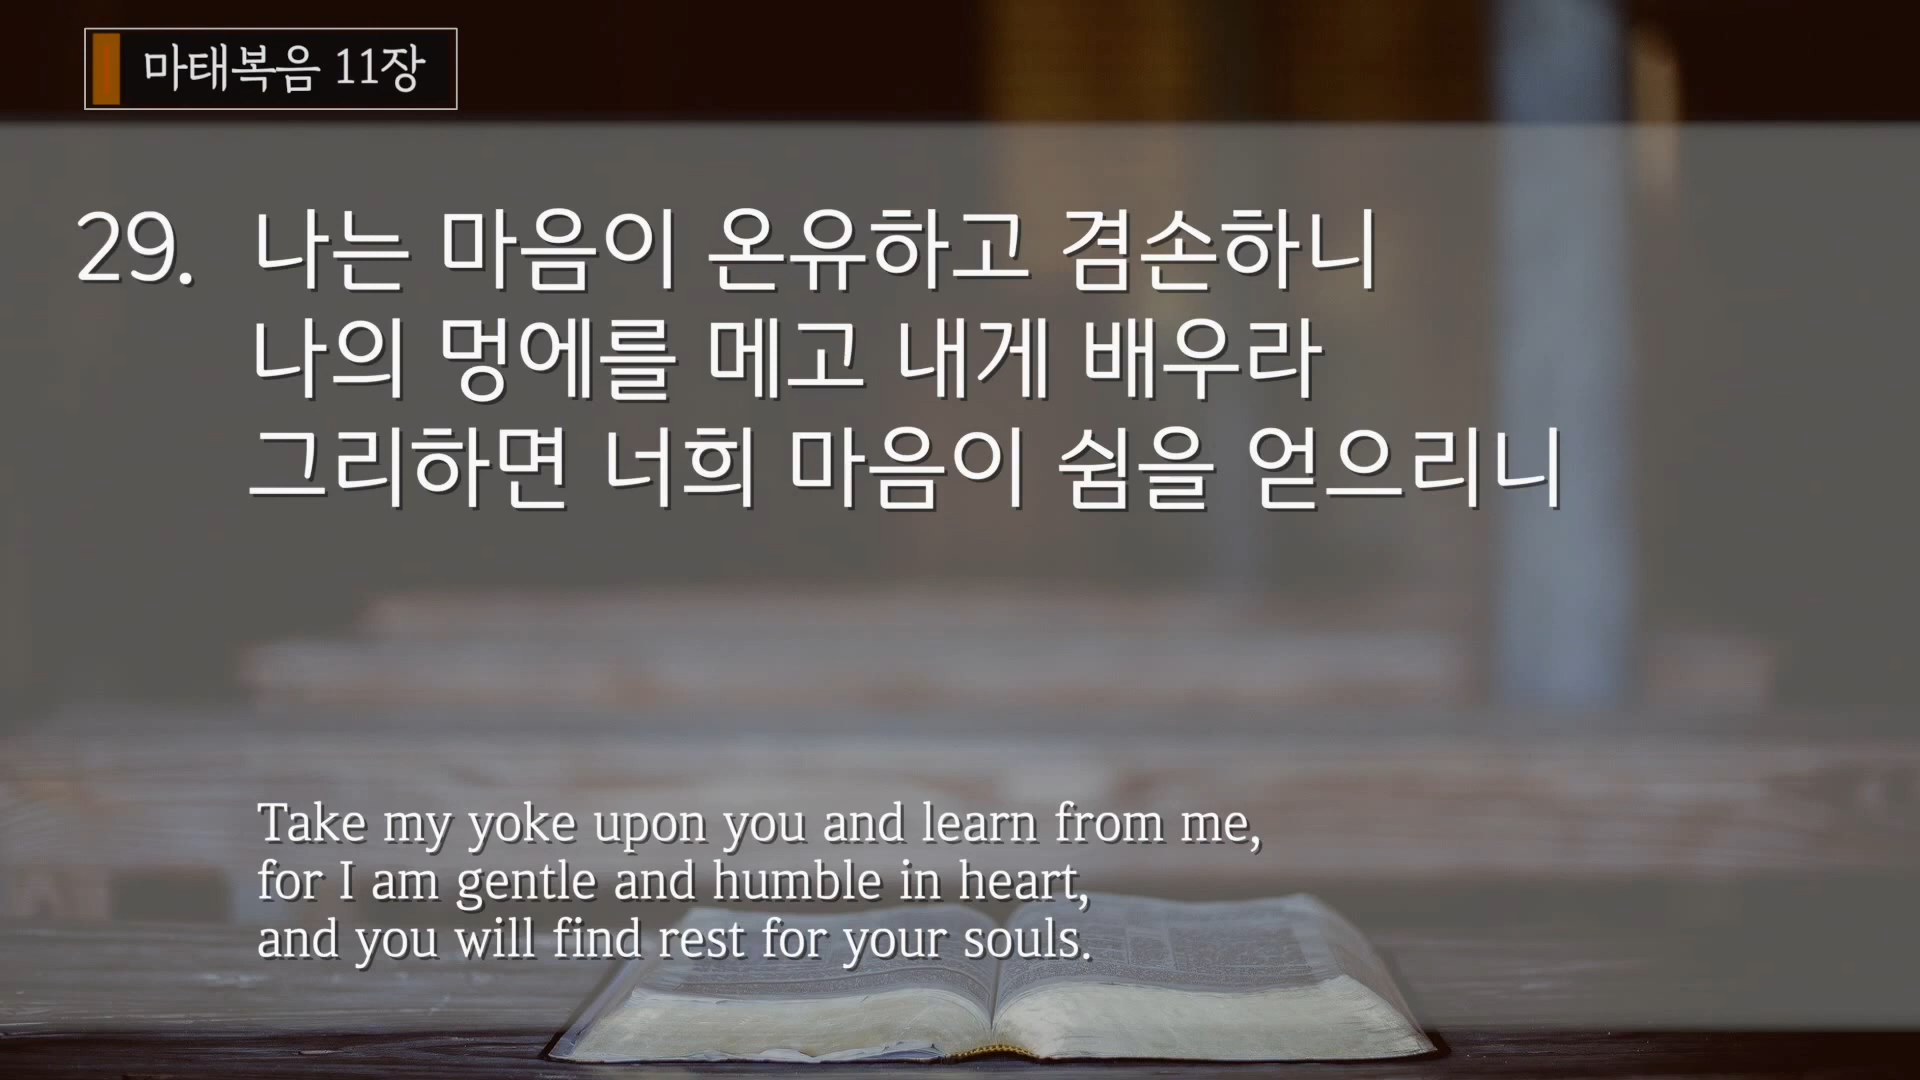 마태복음 11장
29. 나는 마음이 온유하고 겸손하니
나의 멍에를 메고 내게 배우라
그리하면 너희 마음이 쉼을 얻으리니
Take my yoke upon you and learn from me,
for I am gentle and humble in heart,
and you will find rest for your souls.